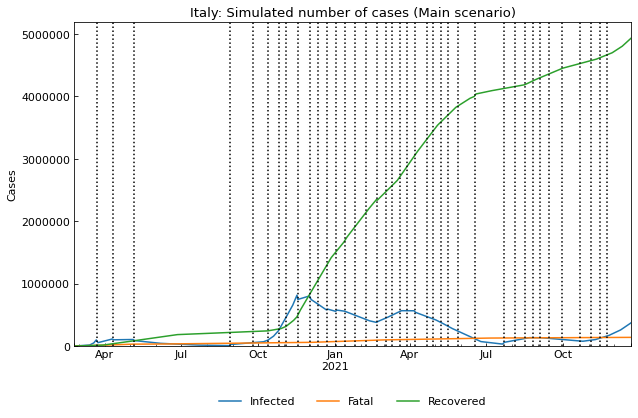 Italy: Simulated number of cases (Main scenario)
5000000
4000000
3000000
2000000
1000000
0
Cases
Apr Jul Oct Jan Apr Jul Oct
2021
Infected Fatal Recovered